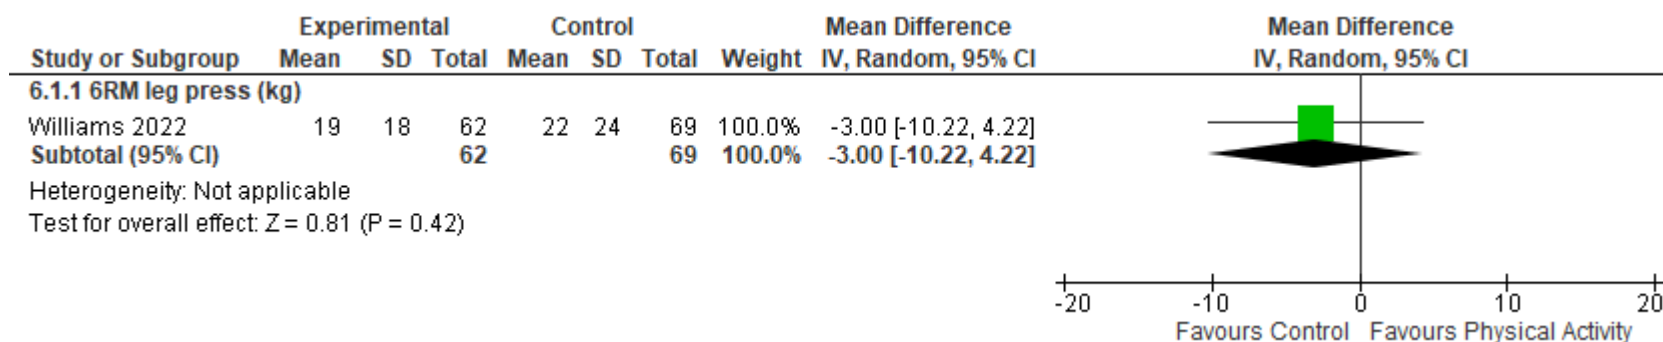 Experimental Control Mean Difference Mean Difference
Study or Subgroup Mean SD Total Mean SD Total Weight IV, Random, 95% CI IV, Random, 95% CI
6.1.1 6RM leg press (kg)
Williams 2022 19 18 62 22 24 69 100.0% -3.00 [-10.22, 4.22]
Subtotal (95% CI) 62 69 100.0% -3.00 [-10.22, 4.22]
Heterogeneity: Not applicable
Test for overall effect: Z = 0.81 (P = 0.42)
-20 -10 0 10 20
Favours Control Favours Physical Activity